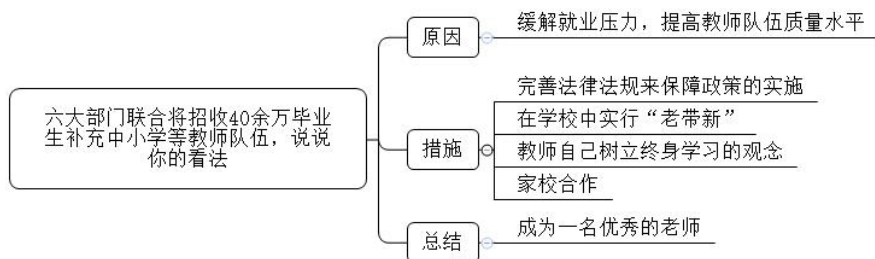 六大部门联合将招收40余万毕业
生补充中小学等教师队伍，说说
你的看法
原因
缓解就业压力，提高教师队伍质量水平
措施
完善法律法规来保障政策的实施
在学校中实行“老带新”
教师自己树立终身学习的观念
家校合作
总结
成为一名优秀的老师